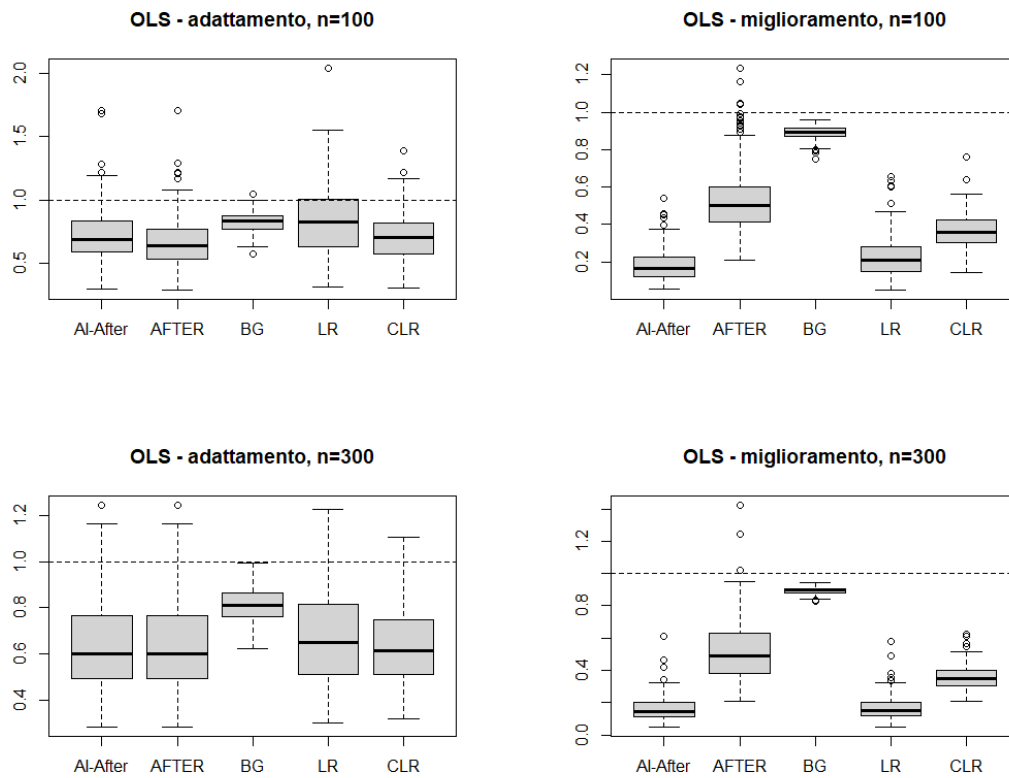 OLS - adattamento, n=100
2.0
1.5
1.0
0.5
AI-After AFTER BG LR CLR
OLS - miglioramento, n=100
1.2
1.0
0.8
0.6
0.4
0.2
AI-After AFTER BG LR CLR
OLS - adattamento, n=300
1.2
1.0
0.8
0.6
0.4
AI-After AFTER BG LR CLR
OLS - miglioramento, n=300
1.2
0.8
0.4
0.0
AI-After AFTER BG LR CLR